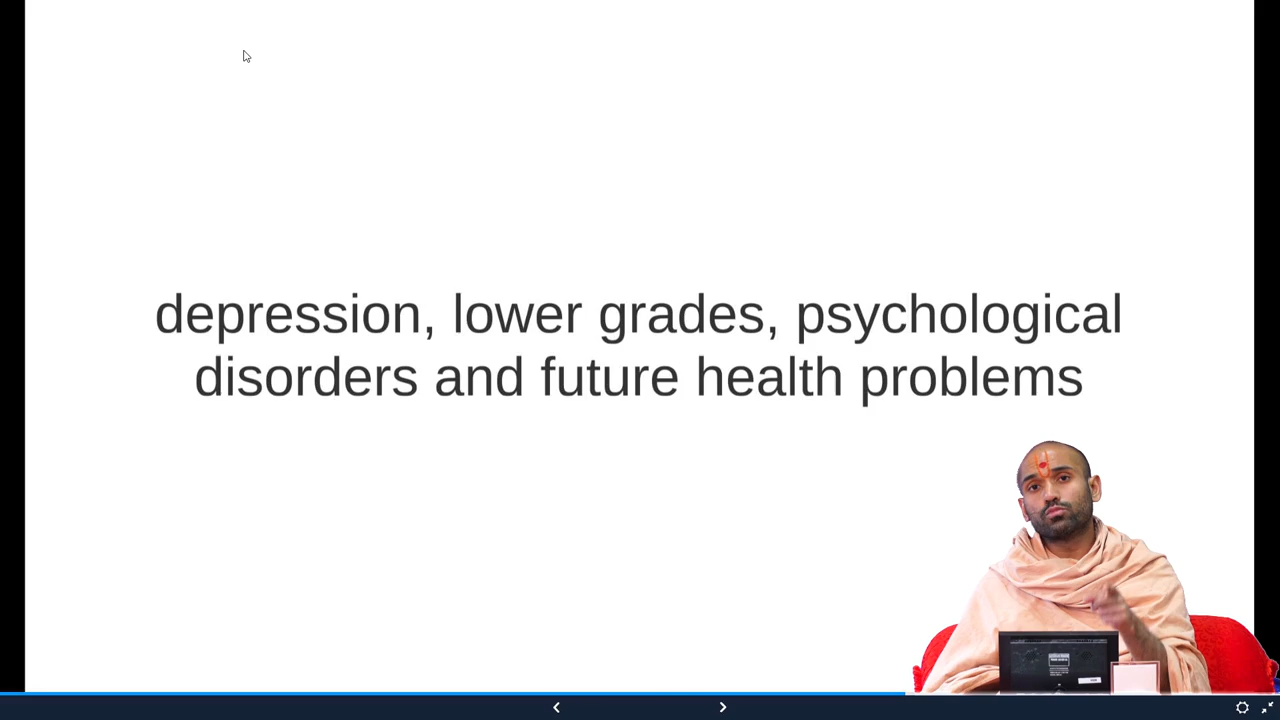 depression, lower grades, psychological
disorders and future health problems